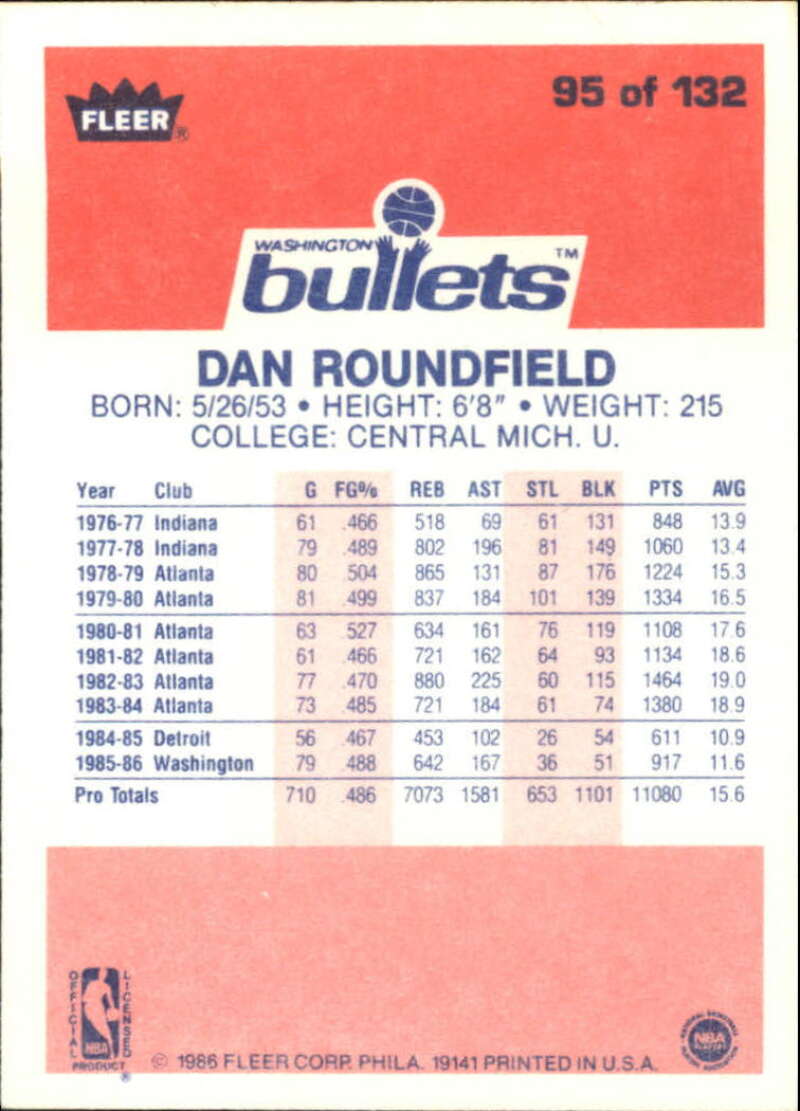 FLEER®
95 of 132
WASHINGTON
bullets™
DAN ROUNDFIELD
BORN: 5/26/53 • HEIGHT: 6'8" • WEIGHT: 215
COLLEGE: CENTRAL MICH. U.
Year Club G FG% REB AST STL BLK PTS AVG
1976-77 Indiana 61 .466 518 69 61 131 848 13.9
1977-78 Indiana 79 .489 802 196 81 149 1060 13.4
1978-79 Atlanta 80 .504 865 131 87 176 1224 15.3
1979-80 Atlanta 81 .499 837 184 101 139 1334 16.5
1980-81 Atlanta 63 .527 634 161 76 119 1108 17.6
1981-82 Atlanta 61 .466 721 162 64 93 1134 18.6
1982-83 Atlanta 77 .470 880 225 60 115 1464 19.0
1983-84 Atlanta 73 .485 721 184 61 74 1380 18.9
1984-85 Detroit 56 .467 453 102 26 54 611 10.9
1985-86 Washington 79 .488 642 167 36 51 917 11.6
Pro Totals 710 .486 7073 1581 653 1101 11080 15.6
OFFICIAL LICENSED
NBA
PRODUCT®
© 1986 FLEER CORP. PHILA. 19141 PRINTED IN U.S.A.
NATIONAL BASKETBALL
NBA
PLAYERS
ASSOCIATION